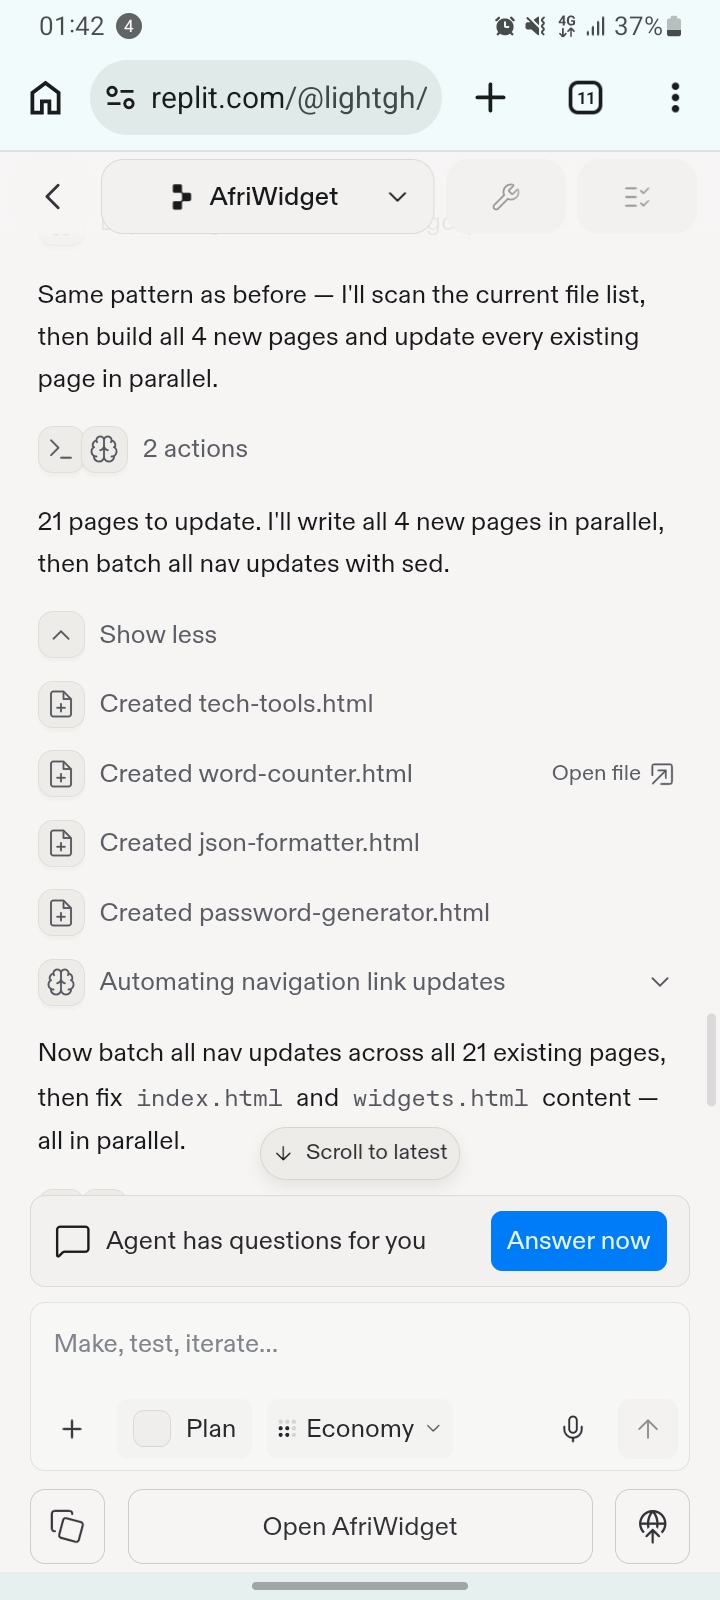 01:42 4 4G 37%
replit.com/@lightgh/ 11
AfriWidget
Same pattern as before — I'll scan the current file list,
then build all 4 new pages and update every existing
page in parallel.
2 actions
21 pages to update. I'll write all 4 new pages in parallel,
then batch all nav updates with sed.
Show less
Created tech-tools.html
Created word-counter.html Open file
Created json-formatter.html
Created password-generator.html
Automating navigation link updates
Now batch all nav updates across all 21 existing pages,
then fix index.html and widgets.html content —
all in parallel.
Scroll to latest
Agent has questions for you Answer now
Make, test, iterate...
Plan Economy
Open AfriWidget